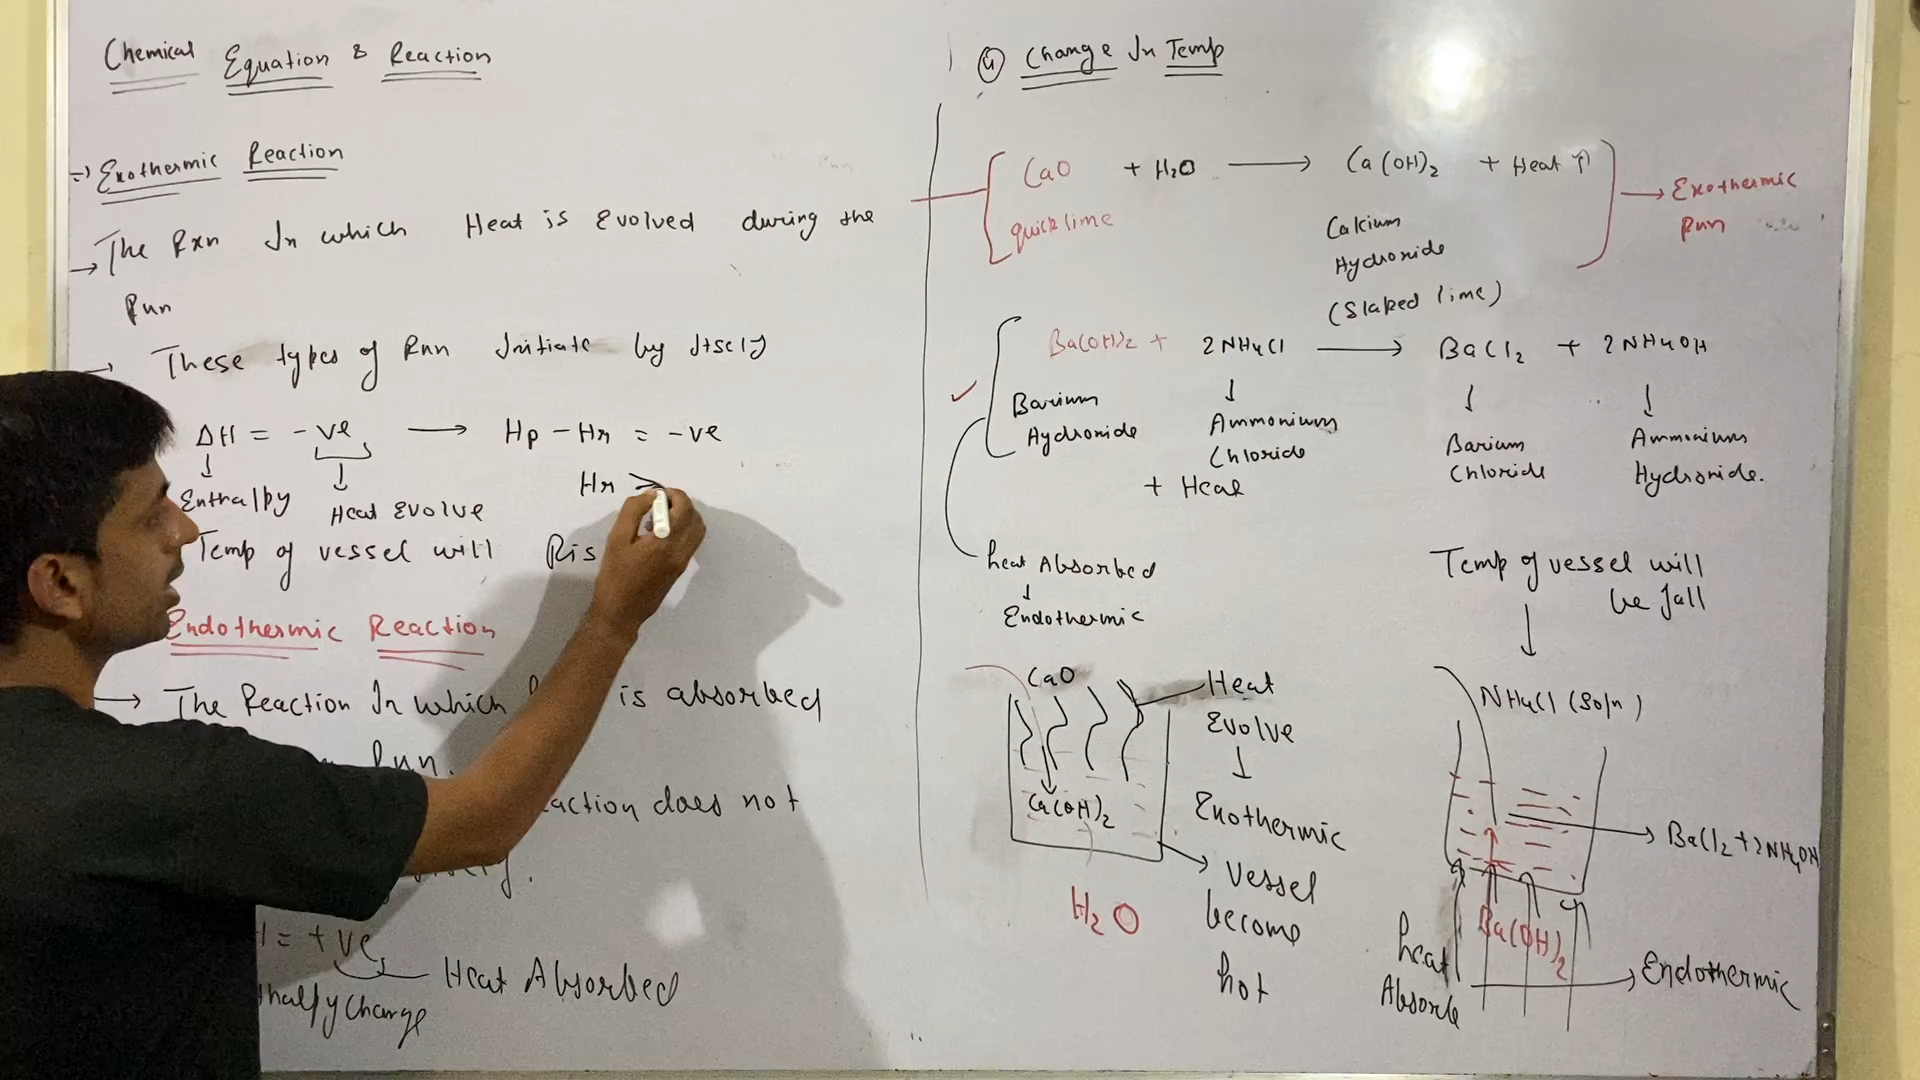 Chemical Equation & Reaction
=) Exothermic Reaction
→ The Rxn In which Heat is Evolved during the
Rxn
→ These types of Rxn Initiate by Itself
ΔH = -ve → Hp - Hr = -ve
↓ ↓ Hr >
Enthalpy Heat Evolve
Temp of vessel will Ris
Endothermic Reaction
→ The Reaction In which is absorbed
Rxn.
action does not
= +ve
Heat Absorbed
thalpy change
④ Change In Temp
CaO + H₂O → Ca(OH)₂ + Heat ↑ → Exothermic
quick lime Calcium Rxn
Hydroxide
(Slaked lime)
Ba(OH)₂ + 2NH₄Cl → BaCl₂ + 2NH₄OH
✓ Barium ↓ ↓ ↓
Hydroxide Ammonium Barium Ammonium
Chloride Chloride Hydroxide.
+ Heat
heat Absorbed Temp of vessel will
↓ be fall
Endothermic ↓
CaO Heat NH₄Cl (Soln)
Evolve
↓
Ca(OH)₂ Exothermic → BaCl₂ + 2NH₄OH
→ Vessel
H₂O become Ba(OH)₂
hot heat
Absorb → Endothermic